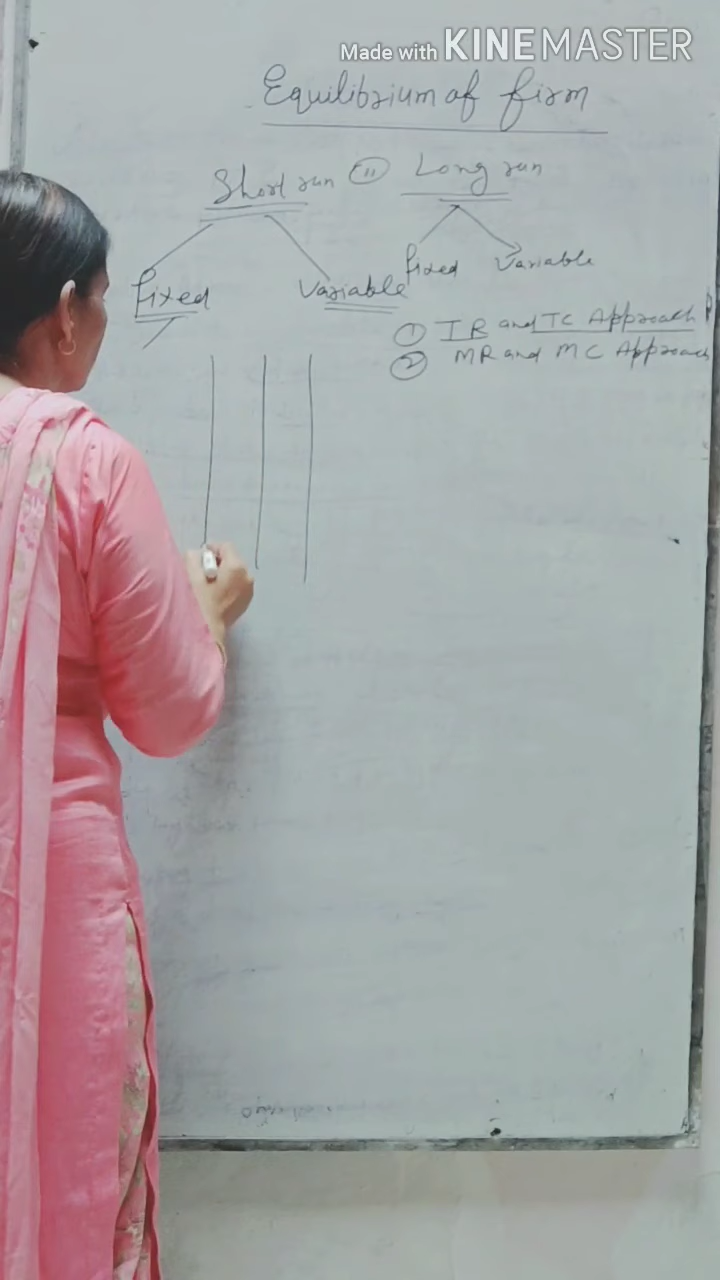 Made with KINEMASTER
Equilibrium of firm
Short run (ii) Long run
fixed Variable fixed Variable
① TR and TC Approach
② MR and MC Approach